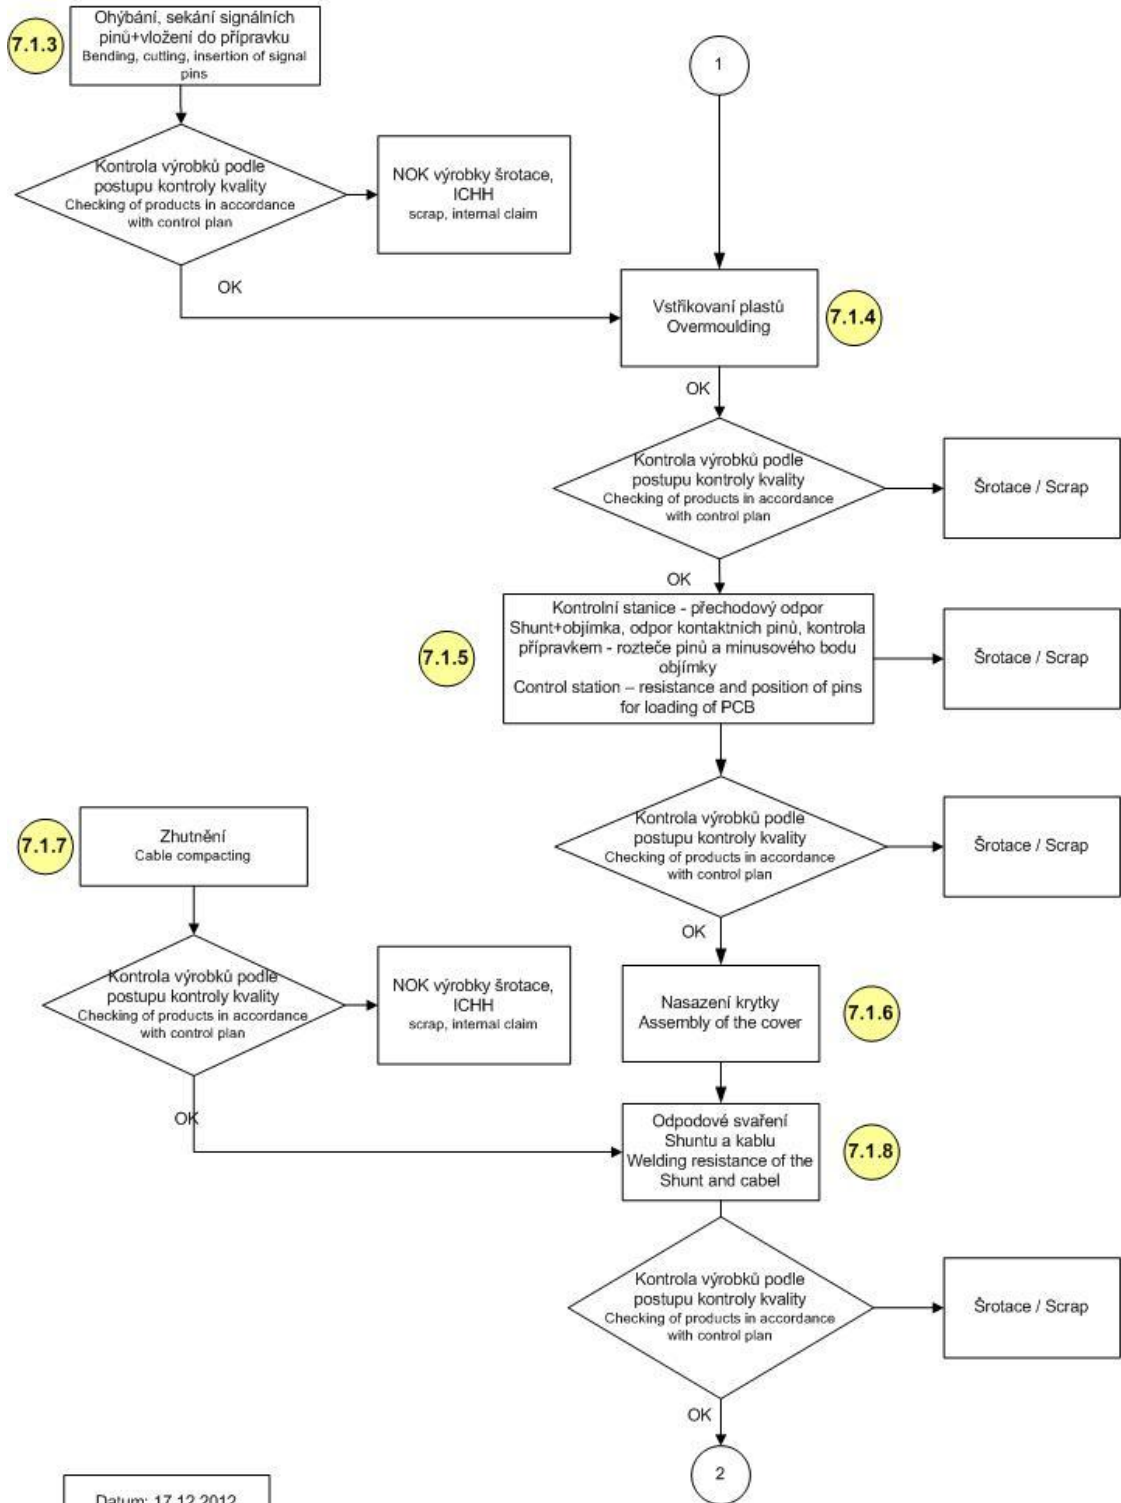 7.1.3
Ohýbání, sekání signálních
pinů+vložení do přípravku
Bending, cutting, insertion of signal
pins
1
Kontrola výrobků podle
postupu kontroly kvality
Checking of products in accordance
with control plan
NOK výrobky šrotace,
ICHH
scrap, internal claim
OK
Vstřikovaní plastů
Overmoulding
7.1.4
OK
Kontrola výrobků podle
postupu kontroly kvality
Checking of products in accordance
with control plan
Šrotace / Scrap
OK
7.1.5
Kontrolní stanice - přechodový odpor
Shunt+objímka, odpor kontaktních pinů, kontrola
přípravkem - rozteče pinů a minusového bodu
objímky
Control station – resistance and position of pins
for loading of PCB
Šrotace / Scrap
Kontrola výrobků podle
postupu kontroly kvality
Checking of products in accordance
with control plan
Šrotace / Scrap
OK
7.1.7
Zhutnění
Cable compacting
Kontrola výrobků podle
postupu kontroly kvality
Checking of products in accordance
with control plan
NOK výrobky šrotace,
ICHH
scrap, internal claim
OK
Nasazení krytky
Assembly of the cover
7.1.6
Odpodové svaření
Shuntu a kablu
Welding resistance of the
Shunt and cabel
7.1.8
Kontrola výrobků podle
postupu kontroly kvality
Checking of products in accordance
with control plan
Šrotace / Scrap
OK
2
Datum: 17.12.2012